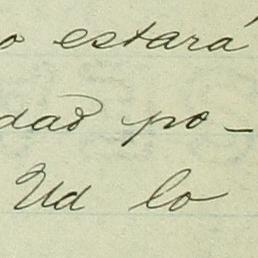 o estará
dad po-
Ud lo